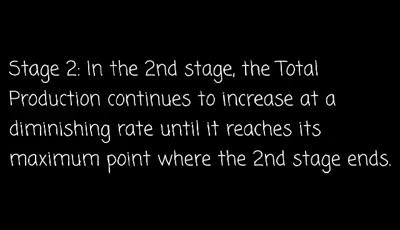 Stage 2: In the 2nd stage, the Total
Production continues to increase at a
diminishing rate until it reaches its
maximum point where the 2nd stage ends.